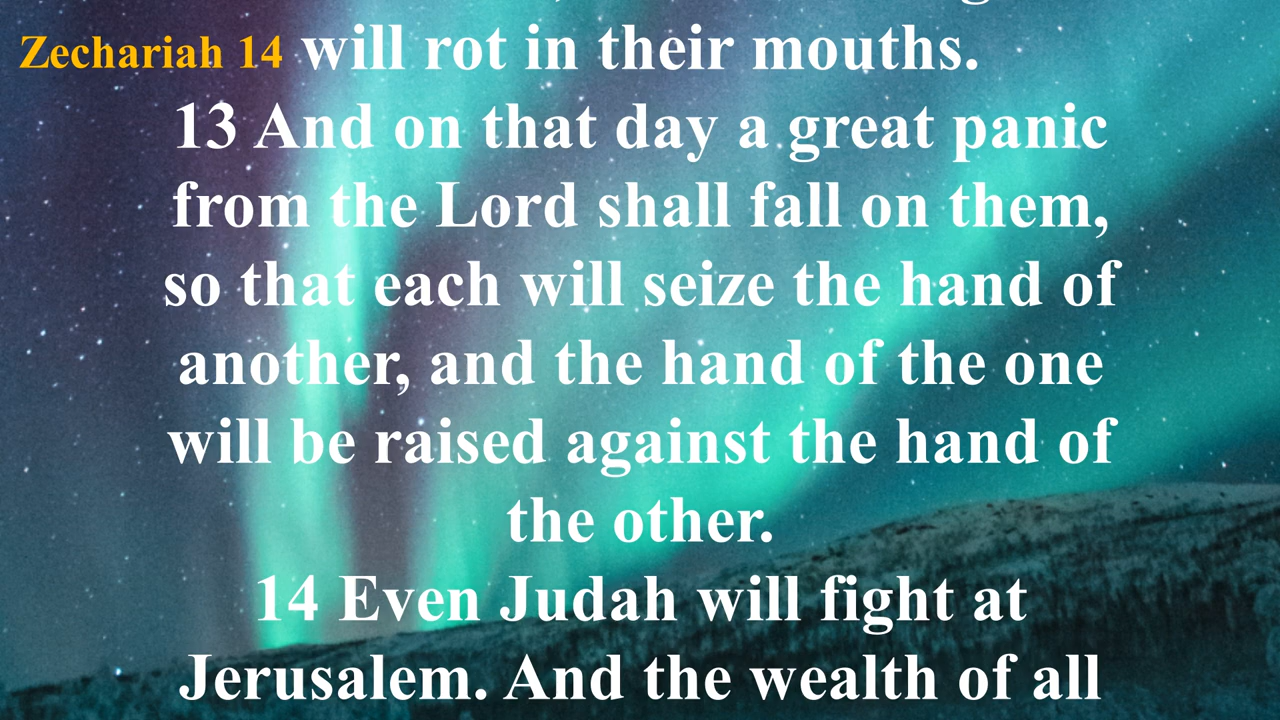 Zechariah 14 will rot in their mouths.
13 And on that day a great panic
from the Lord shall fall on them,
so that each will seize the hand of
another, and the hand of the one
will be raised against the hand of
the other.
14 Even Judah will fight at
Jerusalem. And the wealth of all